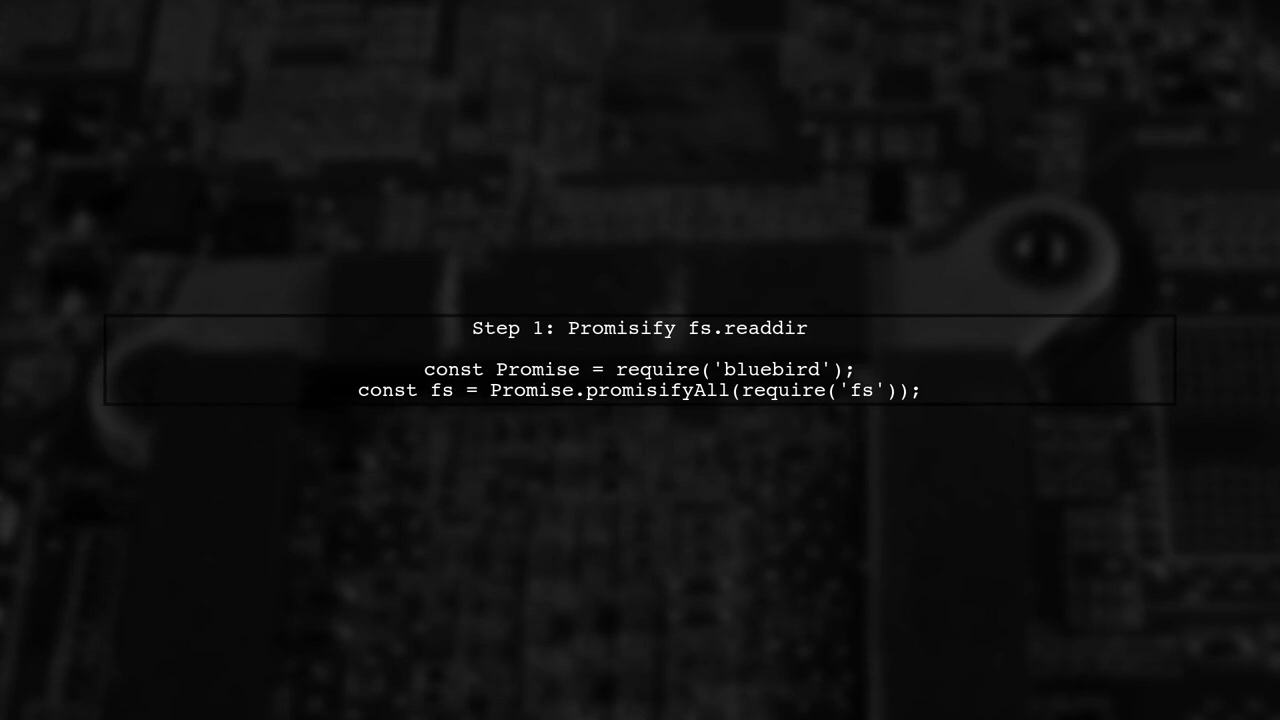 Step 1: Promisify fs.readdir
const Promise = require('bluebird');
const fs = Promise.promisifyAll(require('fs'));